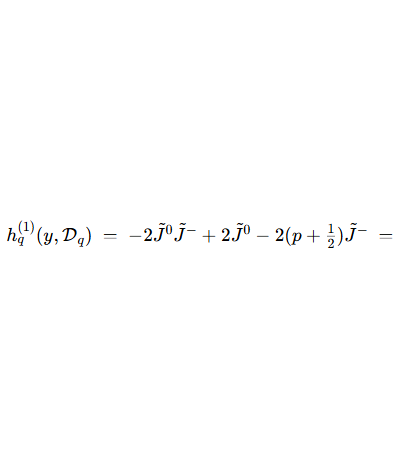 $h_q^{(1)}(y, \mathcal{D}_q) \; = \; -2\tilde{J}^0\tilde{J}^- + 2\tilde{J}^0 - 2(p + \frac{1}{2})\tilde{J}^- \; =$